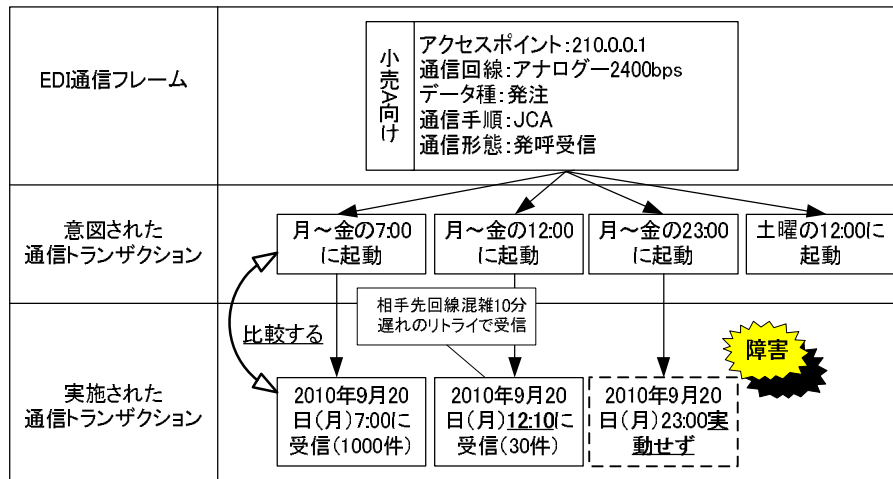 EDI通信フレーム
小売A向け
アクセスポイント:210.0.0.1
通信回線:アナログー2400bps
データ種:発注
通信手順:JCA
通信形態:発呼受信
意図された
通信トランザクション
月～金の7:00
に起動
月～金の12:00
に起動
月～金の23:00
に起動
土曜の12:00に
起動
比較する
相手先回線混雑10分
遅れのリトライで受信
障害
実施された
通信トランザクション
2010年9月20
日(月)7:00に
受信(1000件)
2010年9月20
日(月)12:10に
受信(30件)
2010年9月20
日(月)23:00実
動せず